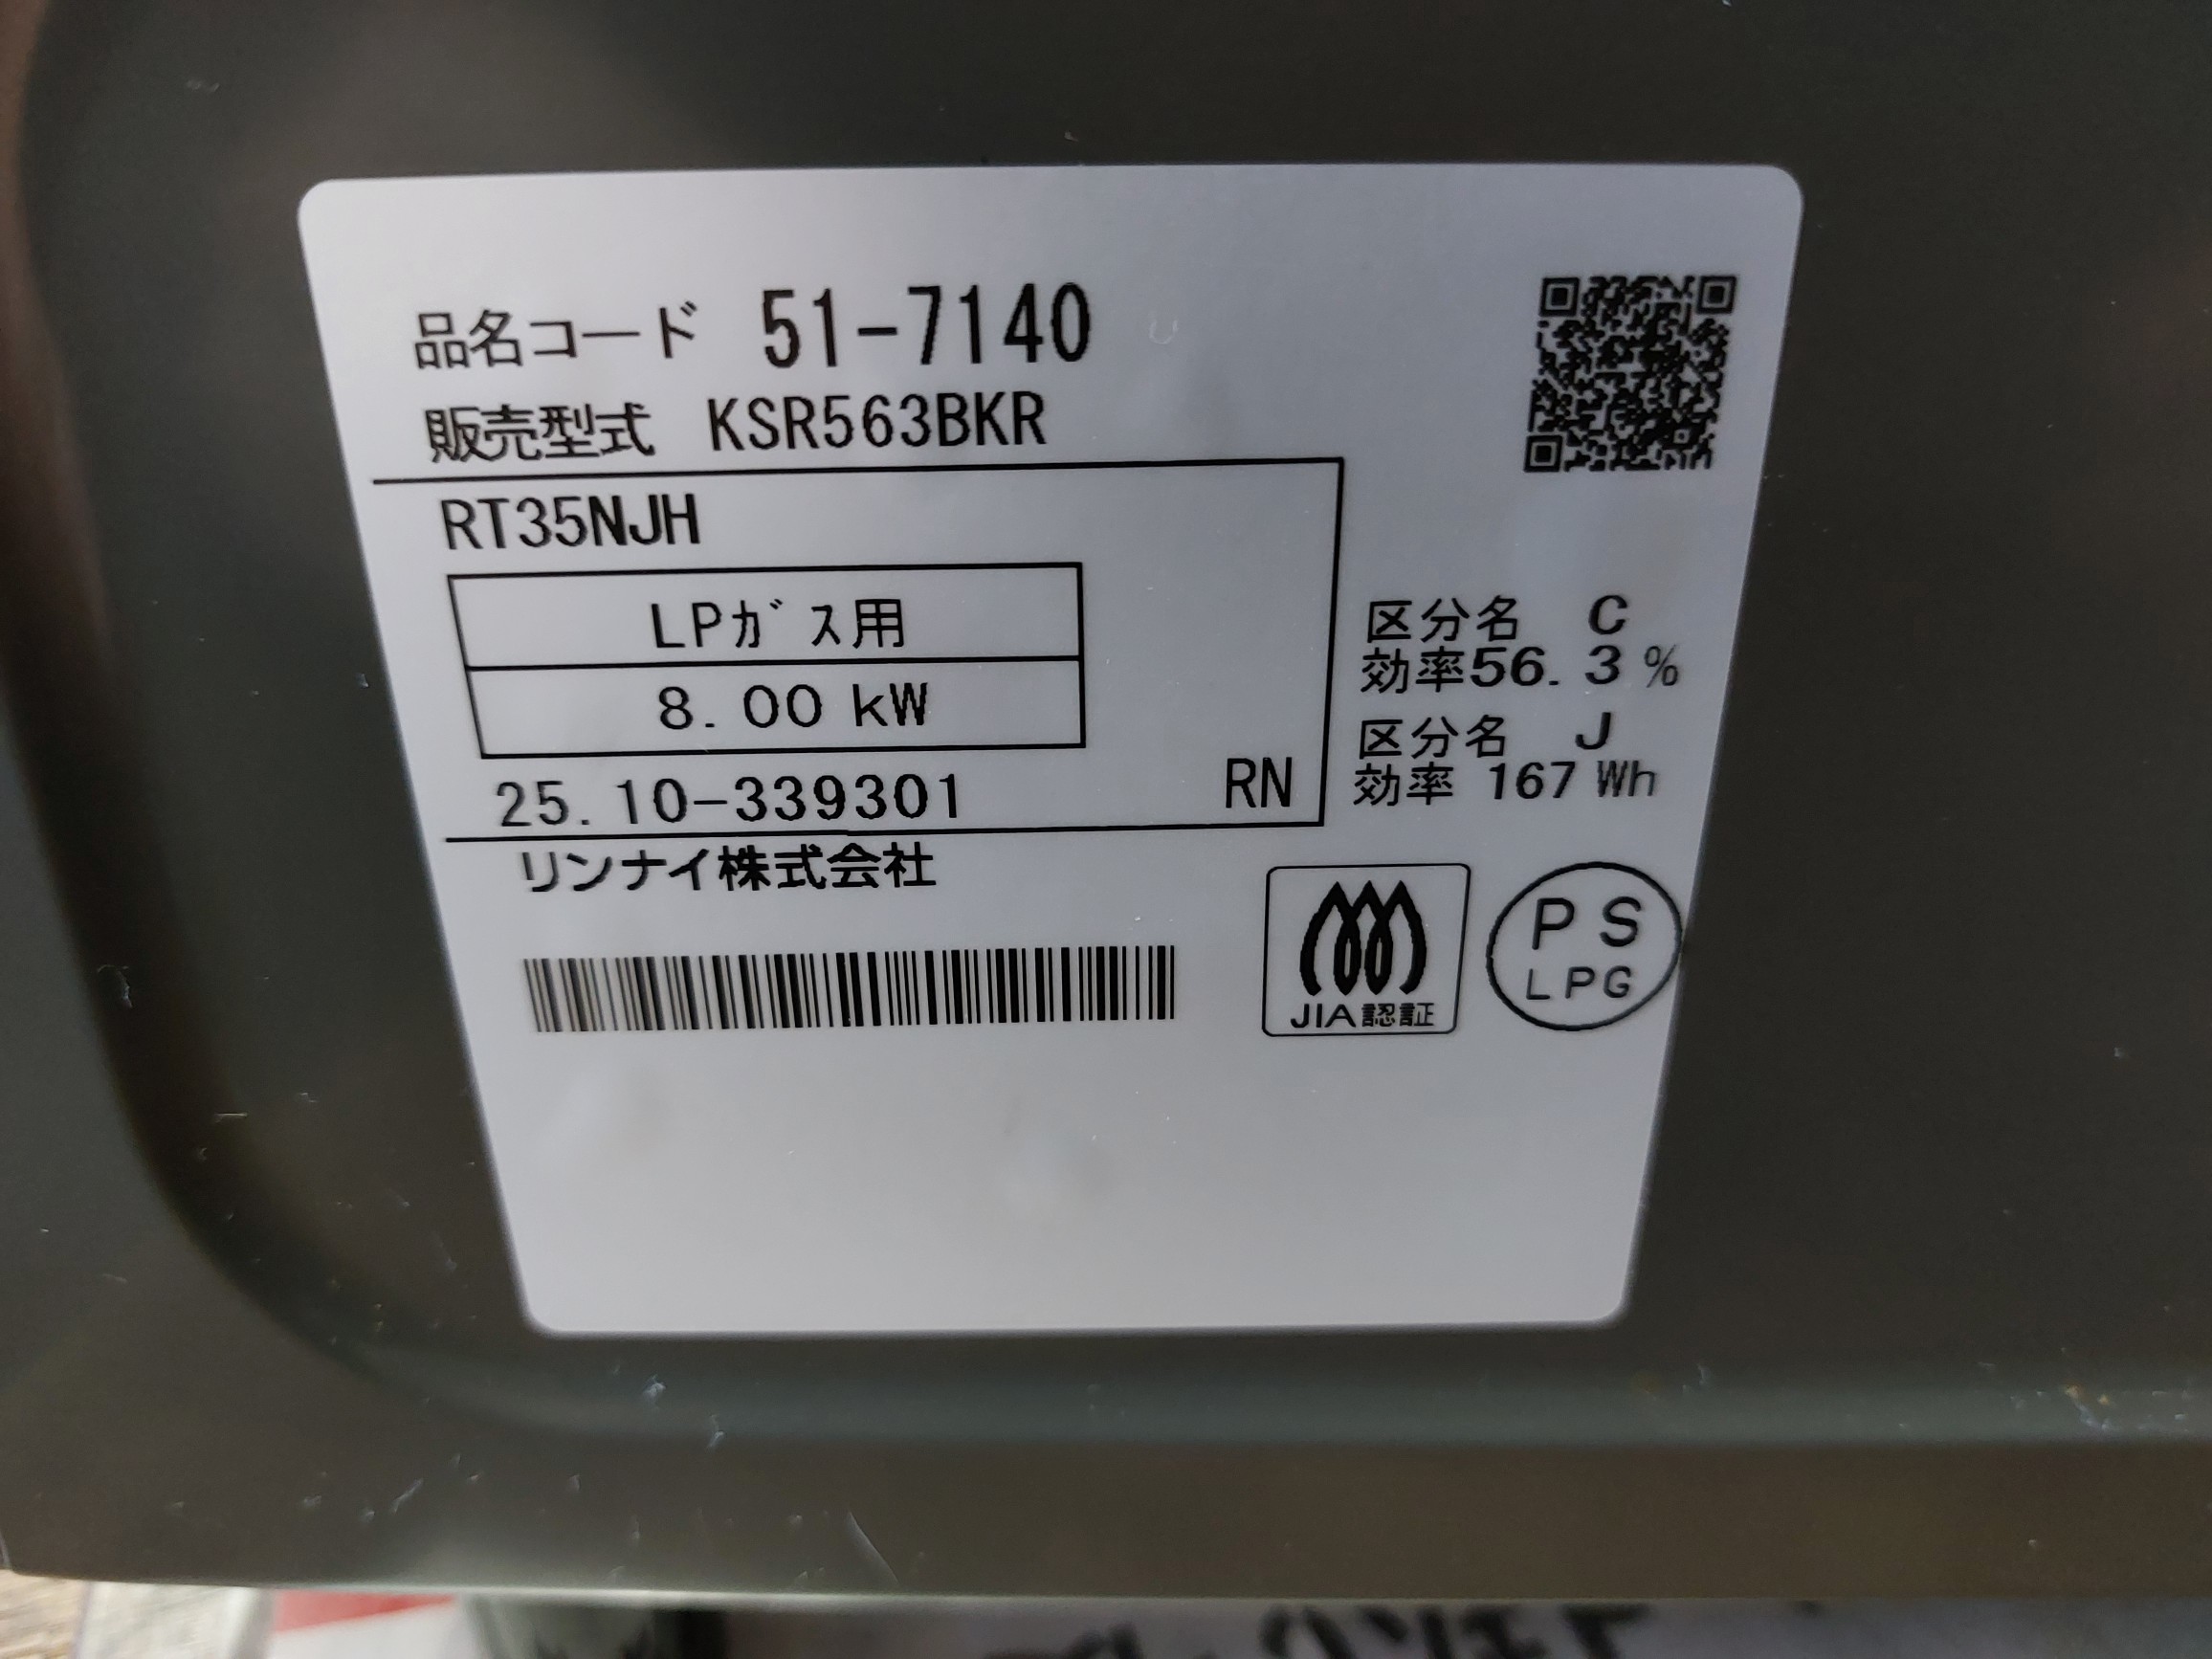 品名コード 51-7140
販売型式 KSR563BKR
RT35NJH
LPガス用
8.00 kW
25.10-339301 RN
リンナイ株式会社
区分名 C
効率56.3%
区分名 J
効率 167 Wh
JIA認証
PS
LPG